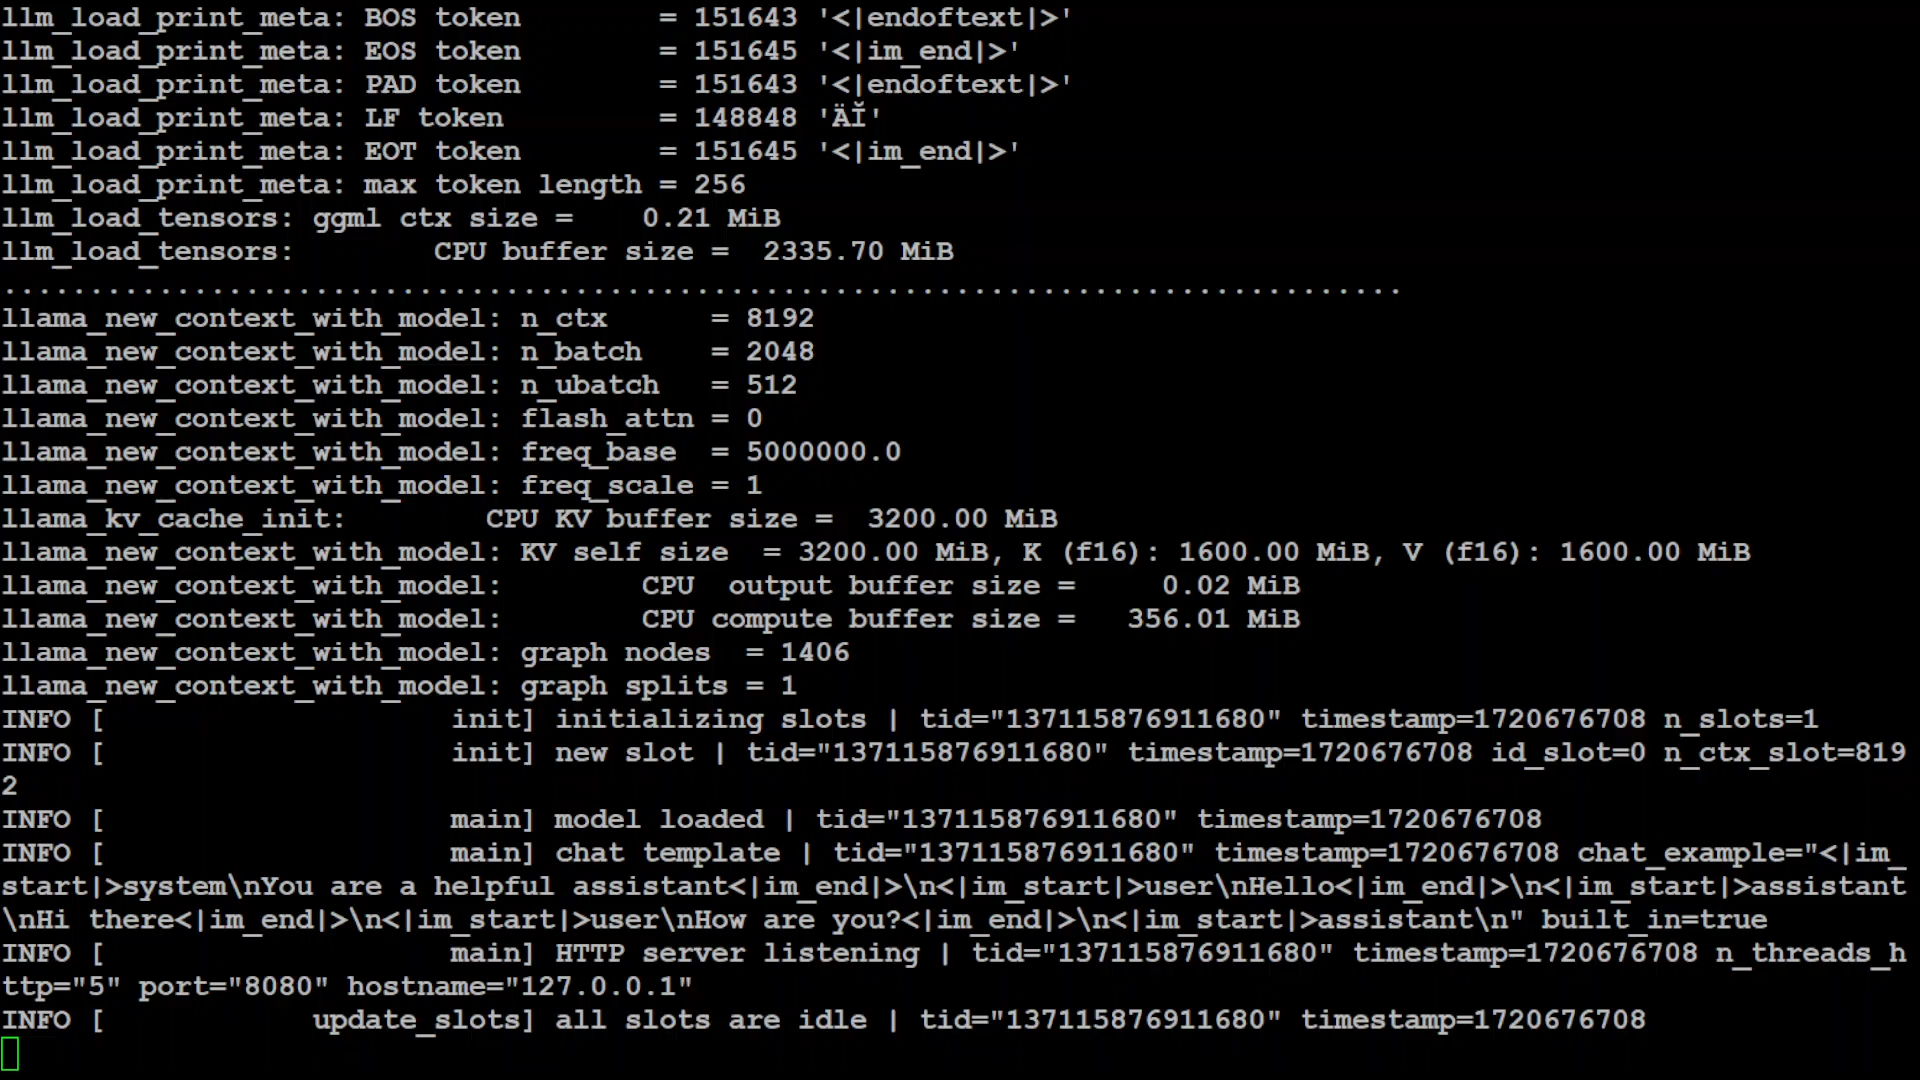 llm_load_print_meta: BOS token        = 151643 '<|endoftext|>'
llm_load_print_meta: EOS token        = 151645 '<|im_end|>'
llm_load_print_meta: PAD token        = 151643 '<|endoftext|>'
llm_load_print_meta: LF token         = 148848 'ÄĬ'
llm_load_print_meta: EOT token        = 151645 '<|im_end|>'
llm_load_print_meta: max token length = 256
llm_load_tensors: ggml ctx size =    0.21 MiB
llm_load_tensors:        CPU buffer size =  2335.70 MiB
.................................................................................
llama_new_context_with_model: n_ctx      = 8192
llama_new_context_with_model: n_batch    = 2048
llama_new_context_with_model: n_ubatch   = 512
llama_new_context_with_model: flash_attn = 0
llama_new_context_with_model: freq_base  = 5000000.0
llama_new_context_with_model: freq_scale = 1
llama_kv_cache_init:        CPU KV buffer size =  3200.00 MiB
llama_new_context_with_model: KV self size  = 3200.00 MiB, K (f16): 1600.00 MiB, V (f16): 1600.00 MiB
llama_new_context_with_model:        CPU  output buffer size =     0.02 MiB
llama_new_context_with_model:        CPU compute buffer size =   356.01 MiB
llama_new_context_with_model: graph nodes  = 1406
llama_new_context_with_model: graph splits = 1
INFO [                    init] initializing slots | tid="137115876911680" timestamp=1720676708 n_slots=1
INFO [                    init] new slot | tid="137115876911680" timestamp=1720676708 id_slot=0 n_ctx_slot=819
2
INFO [                    main] model loaded | tid="137115876911680" timestamp=1720676708
INFO [                    main] chat template | tid="137115876911680" timestamp=1720676708 chat_example="<|im_
start|>system\nYou are a helpful assistant<|im_end|>\n<|im_start|>user\nHello<|im_end|>\n<|im_start|>assistant
\nHi there<|im_end|>\n<|im_start|>user\nHow are you?<|im_end|>\n<|im_start|>assistant\n" built_in=true
INFO [                    main] HTTP server listening | tid="137115876911680" timestamp=1720676708 n_threads_h
ttp="5" port="8080" hostname="127.0.0.1"
INFO [            update_slots] all slots are idle | tid="137115876911680" timestamp=1720676708